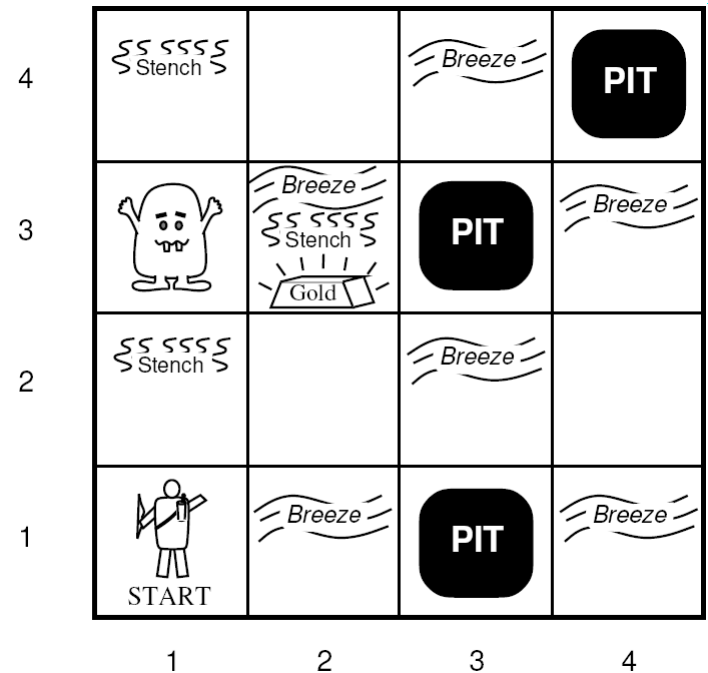 4
Stench
Breeze
PIT
3
Breeze
Stench
Gold
PIT
Breeze
2
Stench
Breeze
1
START
Breeze
PIT
Breeze
1 2 3 4